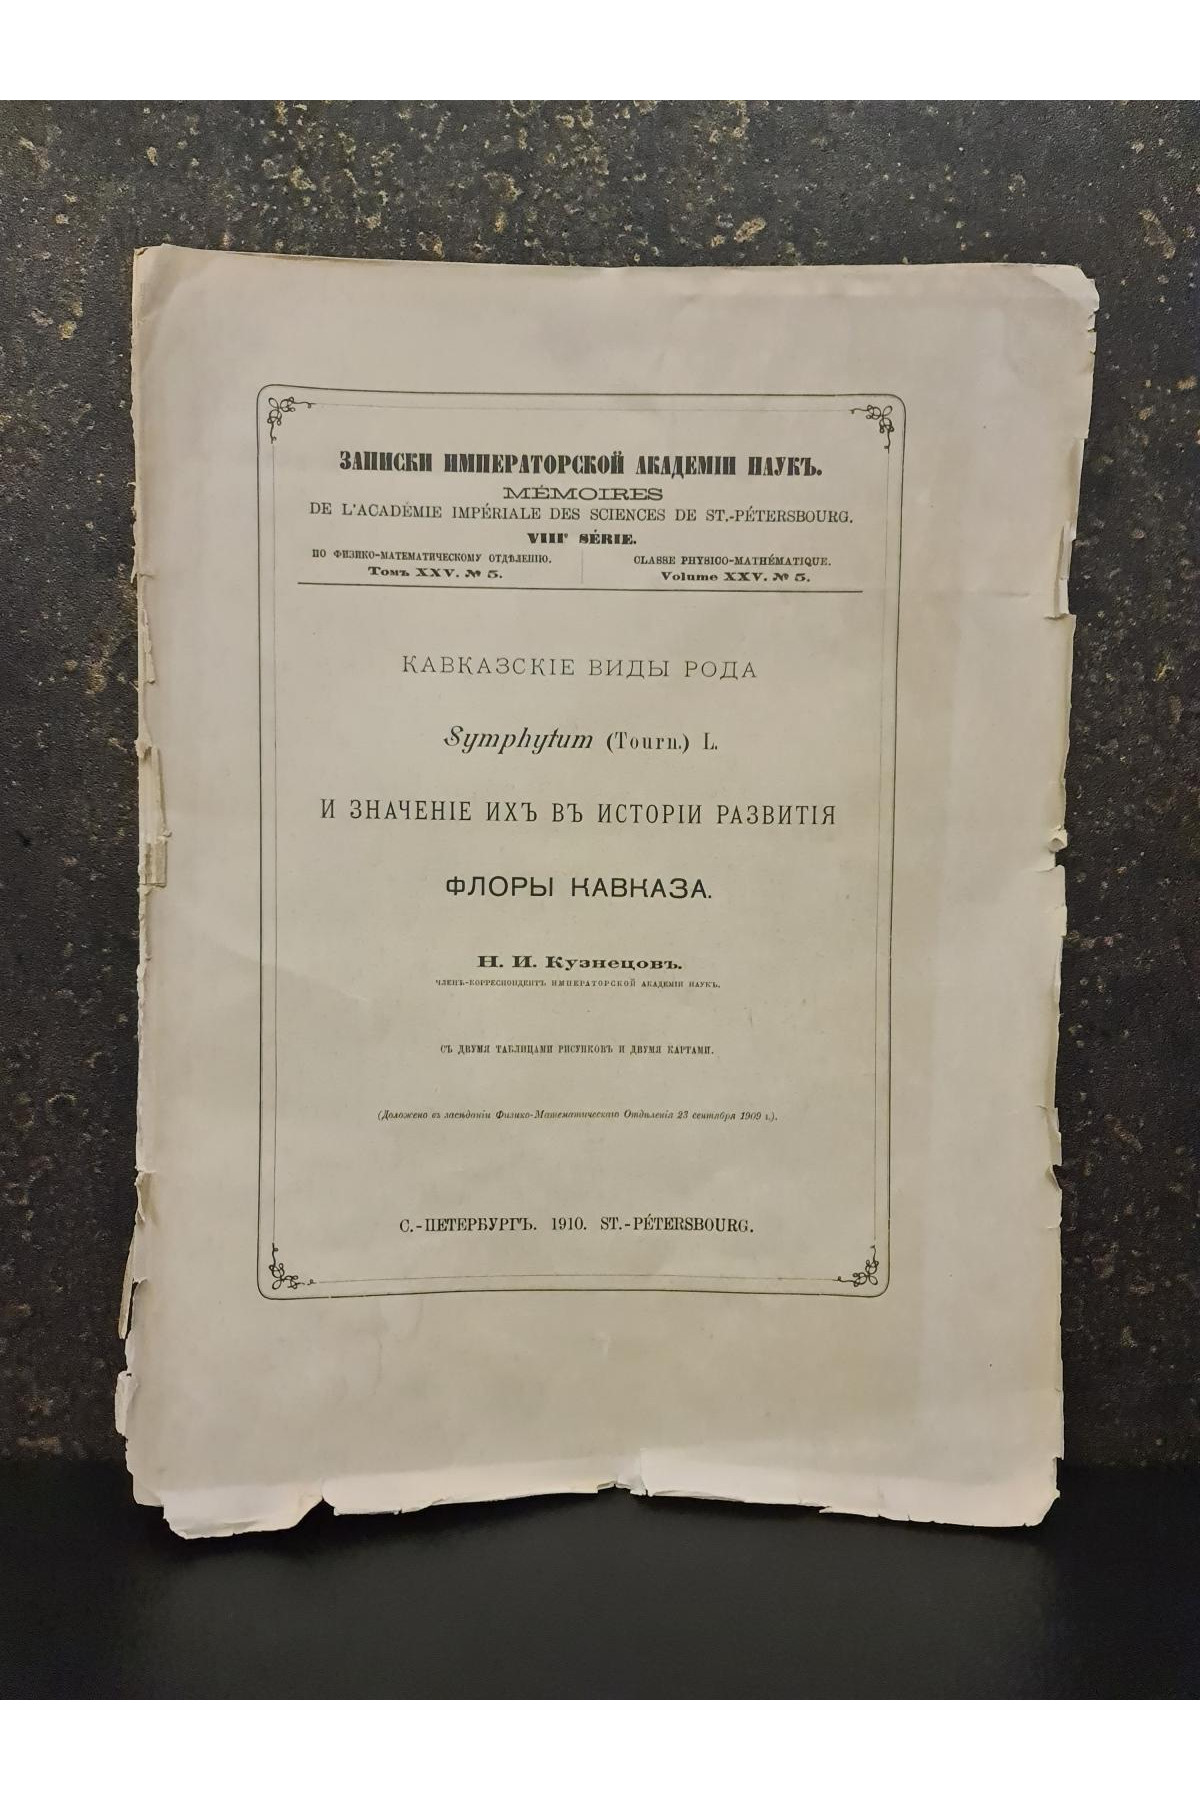 ЗАПИСКИ ИМПЕРАТОРСКОЙ АКАДЕМІИ НАУКЪ.
MÉMOIRES
DE L'ACADÉMIE IMPÉRIALE DES SCIENCES DE ST.-PÉTERSBOURG.
VIIIe SÉRIE.
ПО ФИЗИКО-МАТЕМАТИЧЕСКОМУ ОТДѢЛЕНІЮ.
Томъ XXV. № 5.
CLASSE PHYSICO-MATHÉMATIQUE.
Volume XXV. № 5.
КАВКАЗСКІЕ ВИДЫ РОДА
Symphytum (Tourn.) L.
И ЗНАЧЕНІЕ ИХЪ ВЪ ИСТОРІИ РАЗВИТІЯ
ФЛОРЫ КАВКАЗА.
Н. И. Кузнецовъ.
ЧЛЕНЪ-КОРРЕСПОНДЕНТЪ ИМПЕРАТОРСКОЙ АКАДЕМІИ НАУКЪ.
СЪ ДВУМЯ ТАБЛИЦАМИ РИСУНКОВЪ И ДВУМЯ КАРТАМИ.
(Доложено въ засѣданіи Физико-Математическаго Отдѣленія 23 сентября 1909 г.).
С.-ПЕТЕРБУРГЪ. 1910. ST.-PÉTERSBOURG.